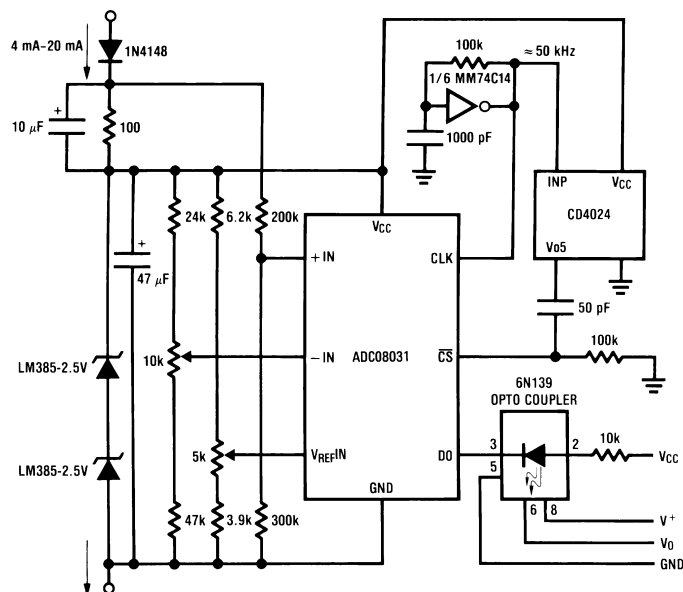 4 mA–20 mA
1N4148
10 μF
+
100
100k
≈ 50 kHz
1/6 MM74C14
1000 pF
INP
VCC
CD4024
V05
50 pF
100k
24k
6.2k
200k
VCC
+ IN
CLK
+
47 μF
LM385-2.5V
10k
– IN
ADC08031
CS
6N139
OPTO COUPLER
LM385-2.5V
5k
VREFIN
DO
3
2
10k
VCC
5
GND
6
8
47k
3.9k
300k
V+
VO
GND